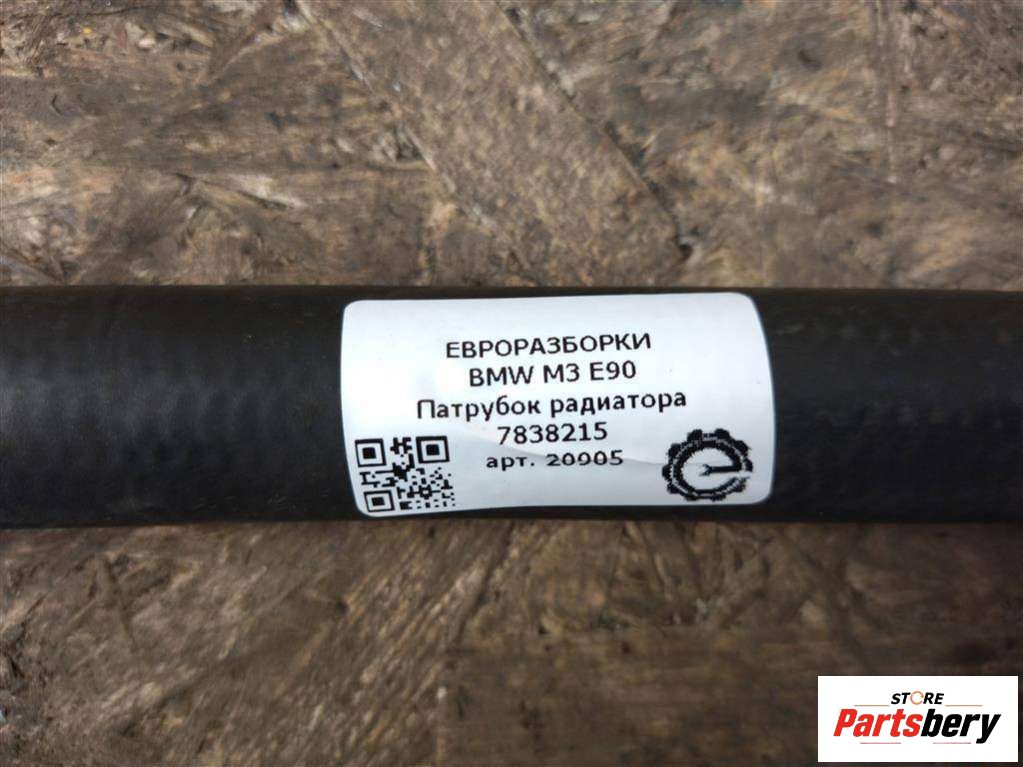 ЕВРОРАЗБОРКИ
BMW M3 E90
Патрубок радиатора
7838215
арт. 20905
STORE
Partsbery